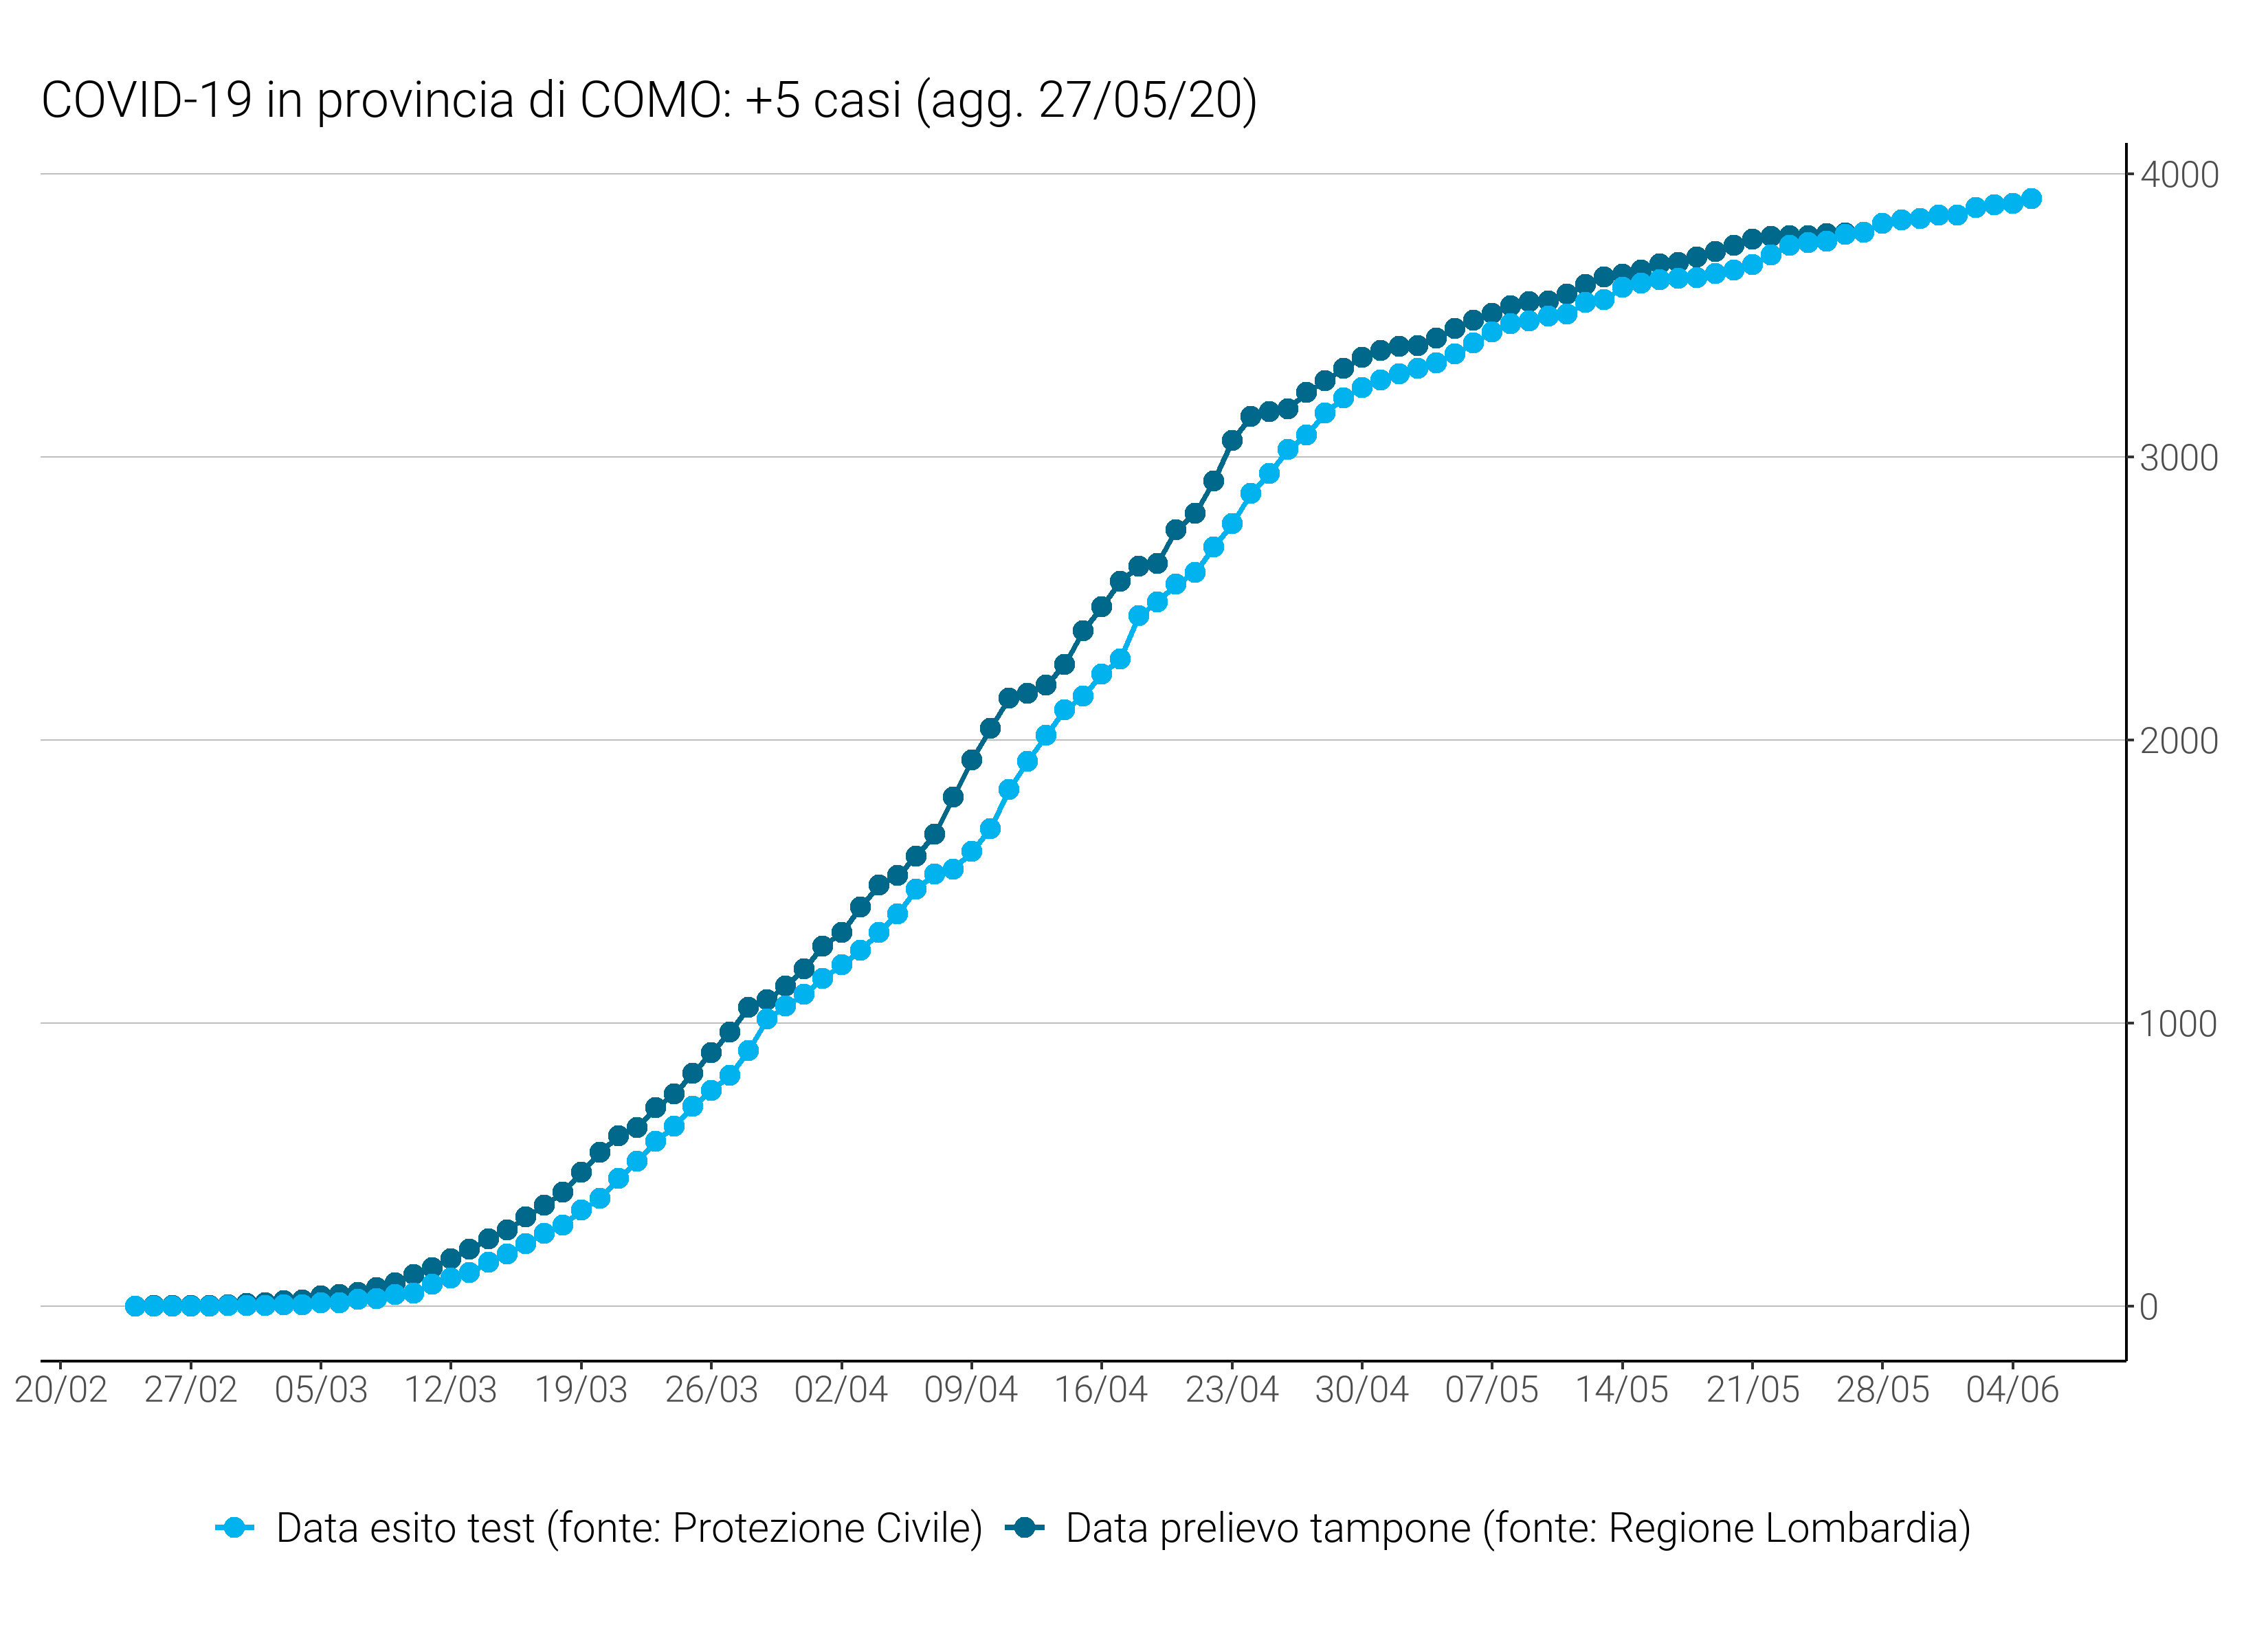 COVID-19 in provincia di COMO: +5 casi (agg. 27/05/20)
4000
3000
2000
1000
0
20/02 27/02 05/03 12/03 19/03 26/03 02/04 09/04 16/04 23/04 30/04 07/05 14/05 21/05 28/05 04/06
Data esito test (fonte: Protezione Civile) Data prelievo tampone (fonte: Regione Lombardia)